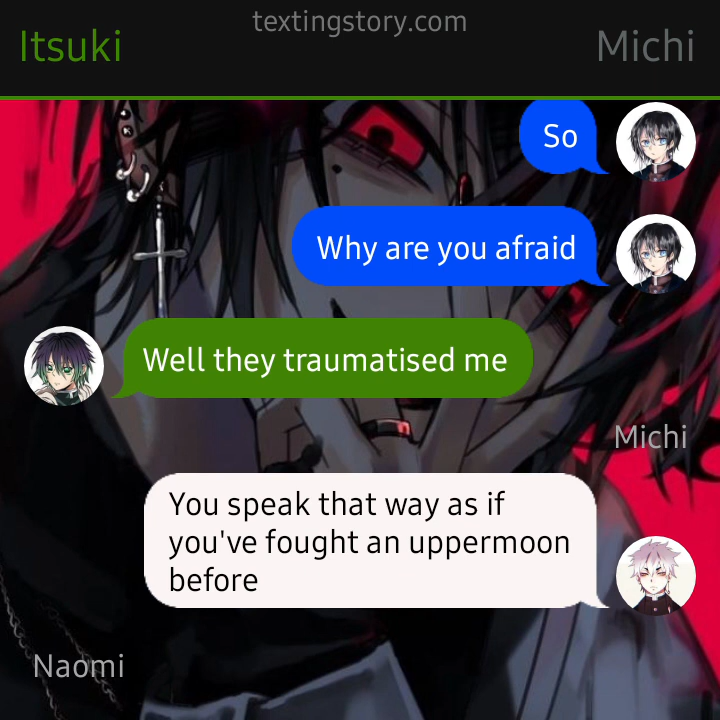 textingstory.com
Itsuki
Michi
So
Why are you afraid
Well they traumatised me
Michi
You speak that way as if
you've fought an uppermoon
before
Naomi